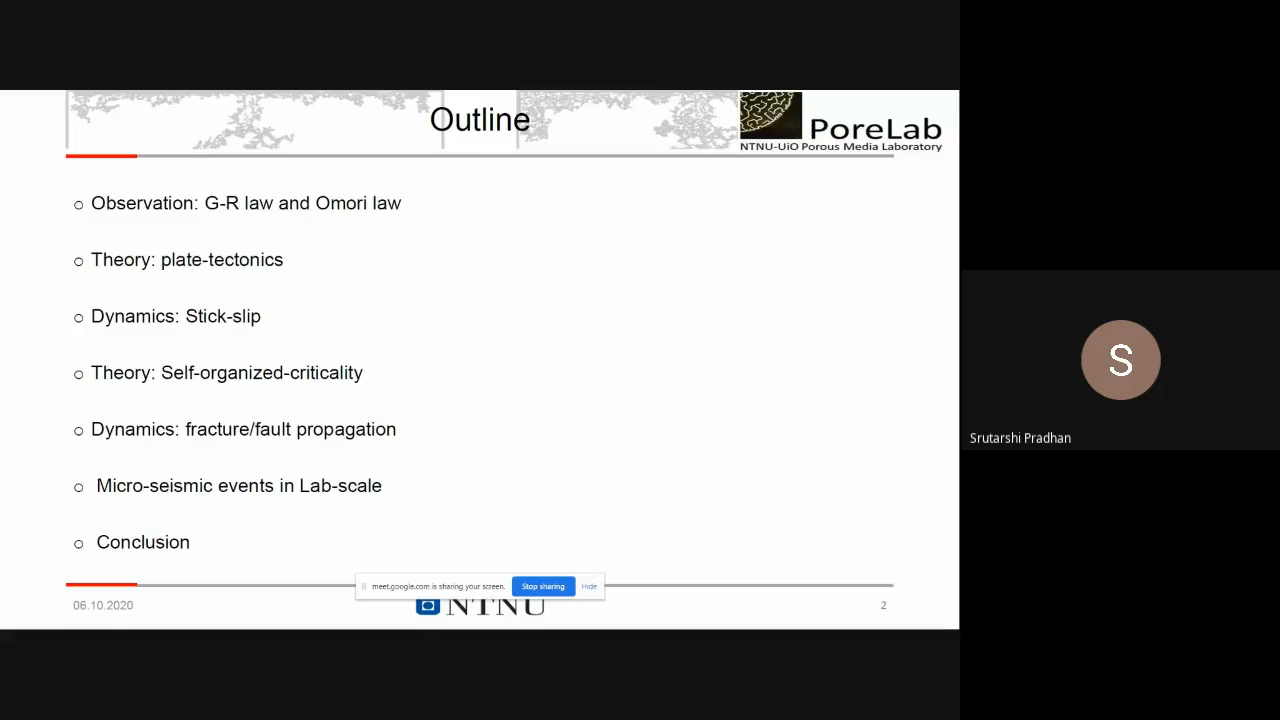 Outline
PoreLab
NTNU-UiO Porous Media Laboratory
Observation: G-R law and Omori law
Theory: plate-tectonics
Dynamics: Stick-slip
Theory: Self-organized-criticality
Dynamics: fracture/fault propagation
Micro-seismic events in Lab-scale
Conclusion
meet.google.com is sharing your screen. Stop sharing Hide
06.10.2020
NTNU
2
S
Srutarshi Pradhan